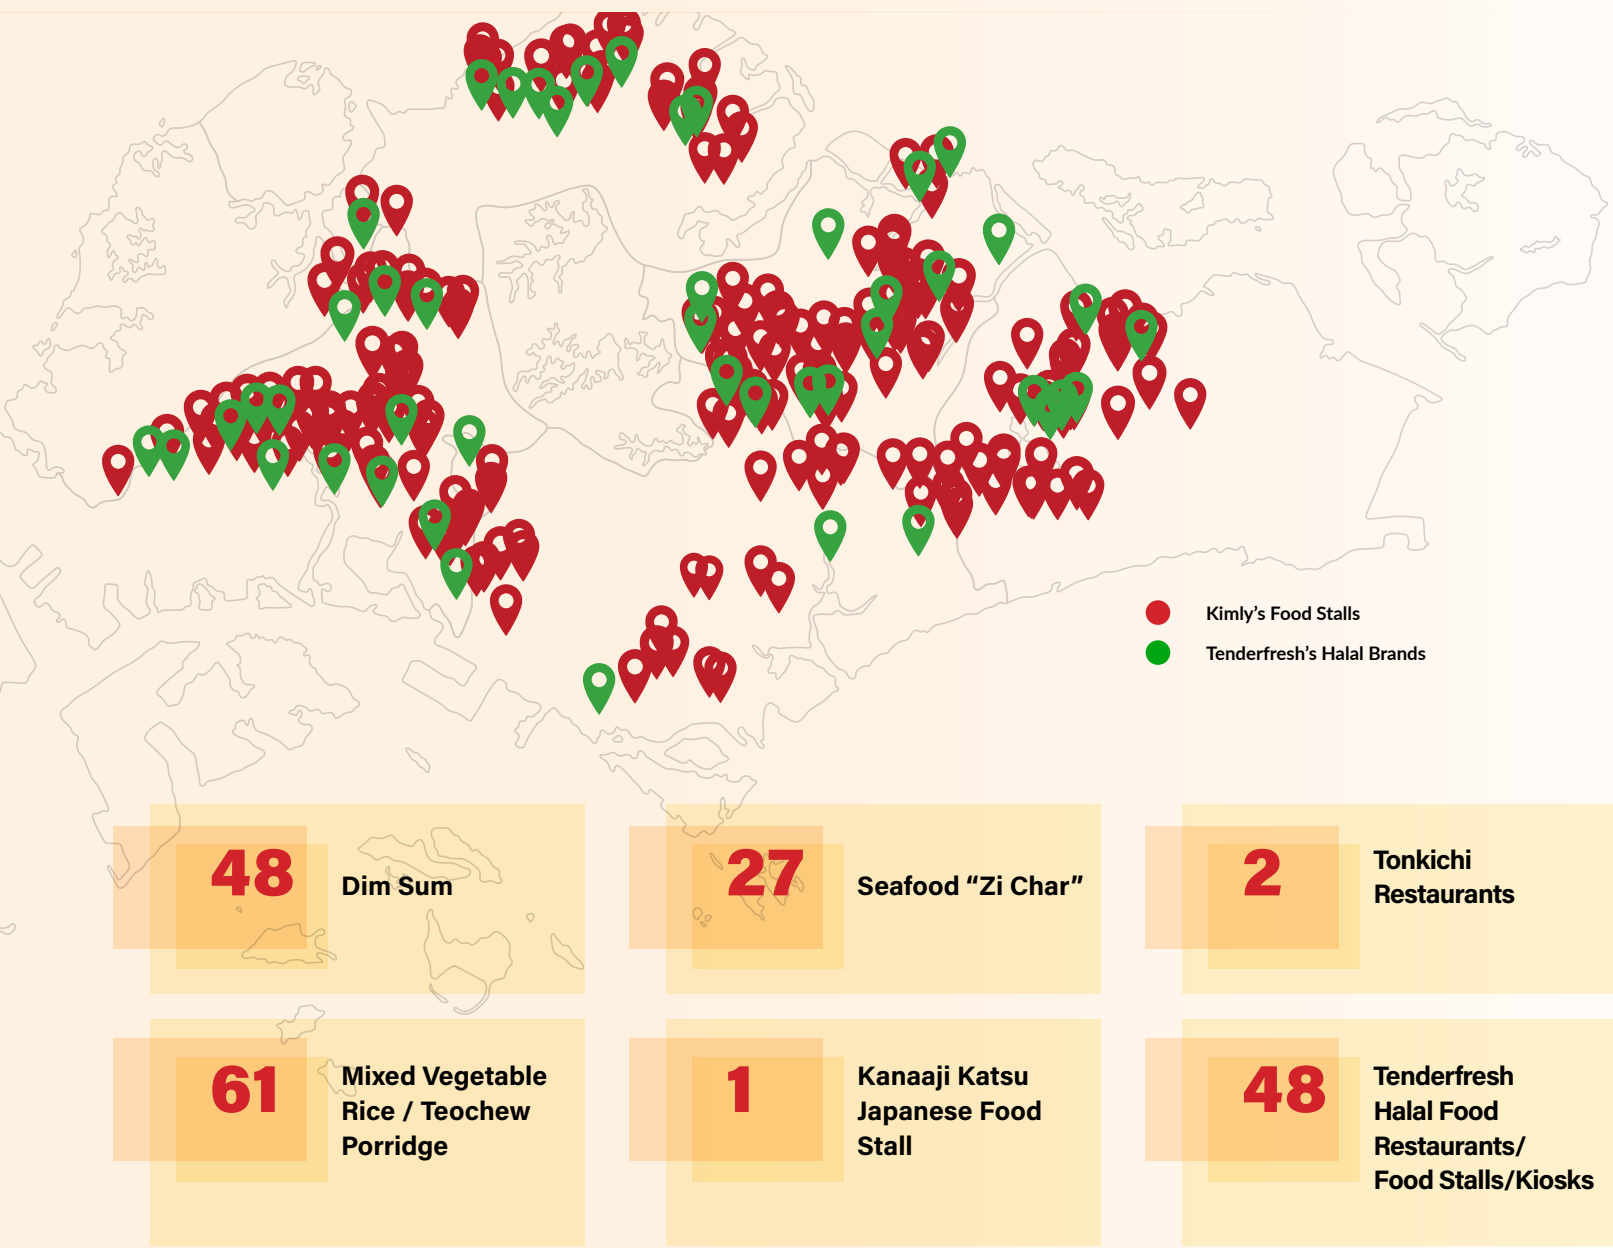 Kimly’s Food Stalls
Tenderfresh’s Halal Brands
48
Dim Sum
27
Seafood “Zi Char”
2
Tonkichi
Restaurants
61
Mixed Vegetable
Rice / Teochew
Porridge
1
Kanaaji Katsu
Japanese Food
Stall
48
Tenderfresh
Halal Food
Restaurants/
Food Stalls/Kiosks